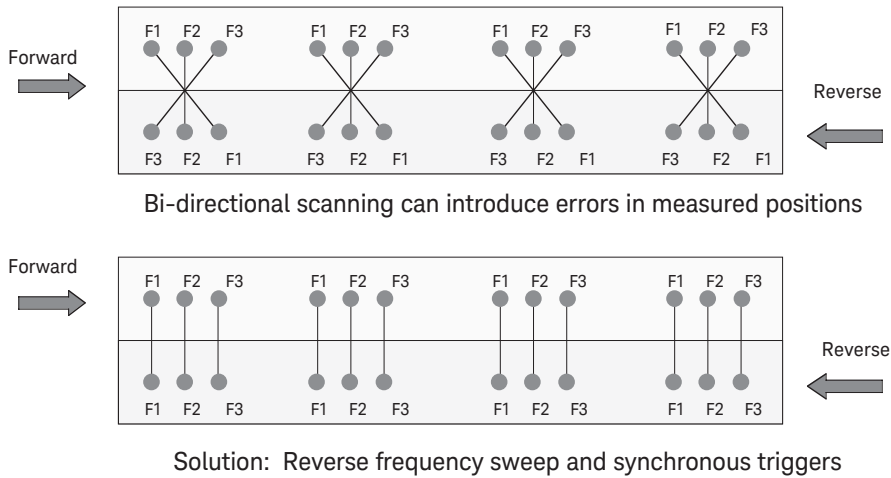 F1 F2 F3 F1 F2 F3 F1 F2 F3 F1 F2 F3
Forward
Reverse
F3 F2 F1 F3 F2 F1 F3 F2 F1 F3 F2 F1
Bi-directional scanning can introduce errors in measured positions
Forward
F1 F2 F3 F1 F2 F3 F1 F2 F3 F1 F2 F3
Reverse
F1 F2 F3 F1 F2 F3 F1 F2 F3 F1 F2 F3
Solution: Reverse frequency sweep and synchronous triggers